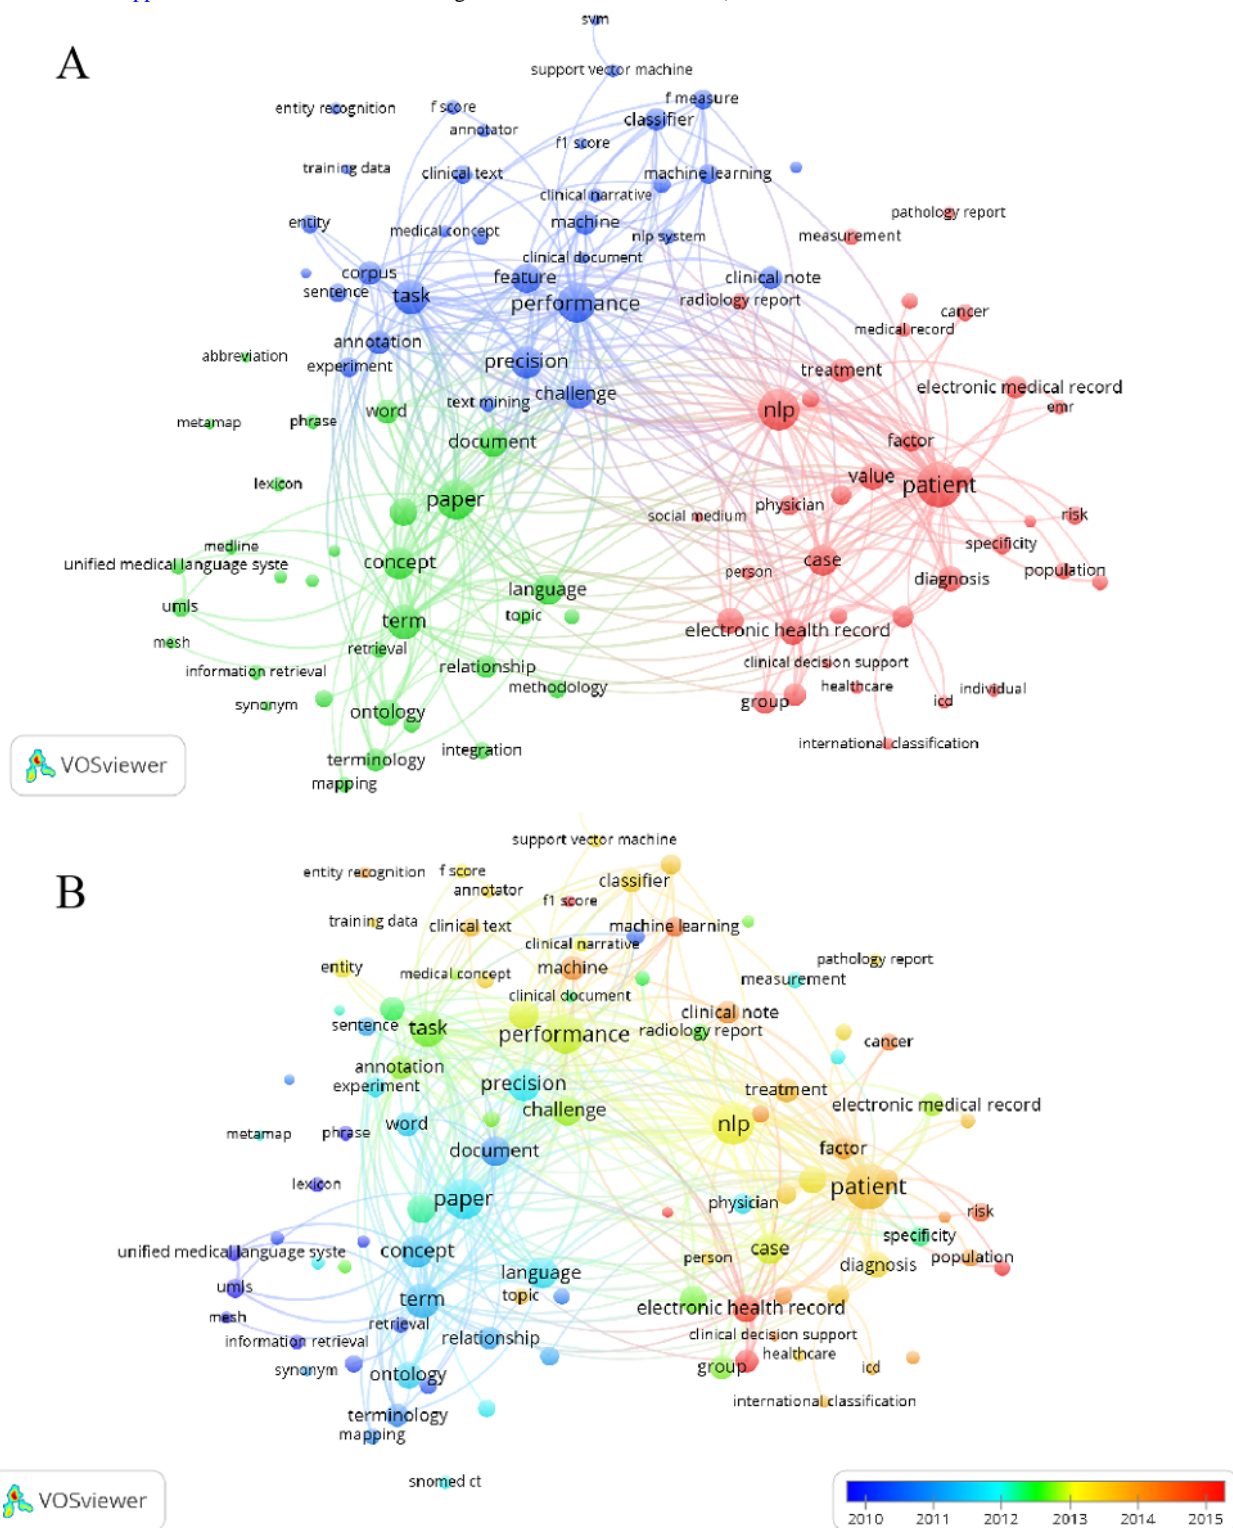 A
svm
support vector machine
f measure
entity recognition
f score
classifier
annotator
f1 score
training data
clinical text
machine learning
clinical narrative
pathology report
entity
medical concept
machine
nlp system
measurement
clinical document
corpus
feature
clinical note
sentence
task
performance
radiology report
cancer
medical record
annotation
abbreviation
experiment
precision
treatment
text mining
challenge
electronic medical record
word
nlp
emr
metamap
phrase
document
factor
lexicon
paper
value
patient
physician
social medium
risk
medline
specificity
unified medical language syste
concept
case
person
diagnosis
population
language
umls
term
topic
electronic health record
mesh
retrieval
information retrieval
relationship
clinical decision support
methodology
healthcare
individual
synonym
ontology
group
icd
integration
international classification
terminology
mapping
VOSviewer
B
support vector machine
entity recognition
f score
classifier
annotator
f1 score
training data
clinical text
machine learning
clinical narrative
pathology report
entity
medical concept
machine
measurement
clinical document
clinical note
sentence
task
performance
radiology report
cancer
annotation
experiment
precision
treatment
challenge
electronic medical record
word
nlp
metamap
phrase
document
factor
lexicon
paper
patient
physician
risk
specificity
unified medical language syste
concept
case
person
diagnosis
population
language
umls
term
topic
electronic health record
mesh
retrieval
information retrieval
relationship
clinical decision support
healthcare
synonym
ontology
group
icd
international classification
terminology
mapping
snomed ct
VOSviewer
2010 2011 2012 2013 2014 2015